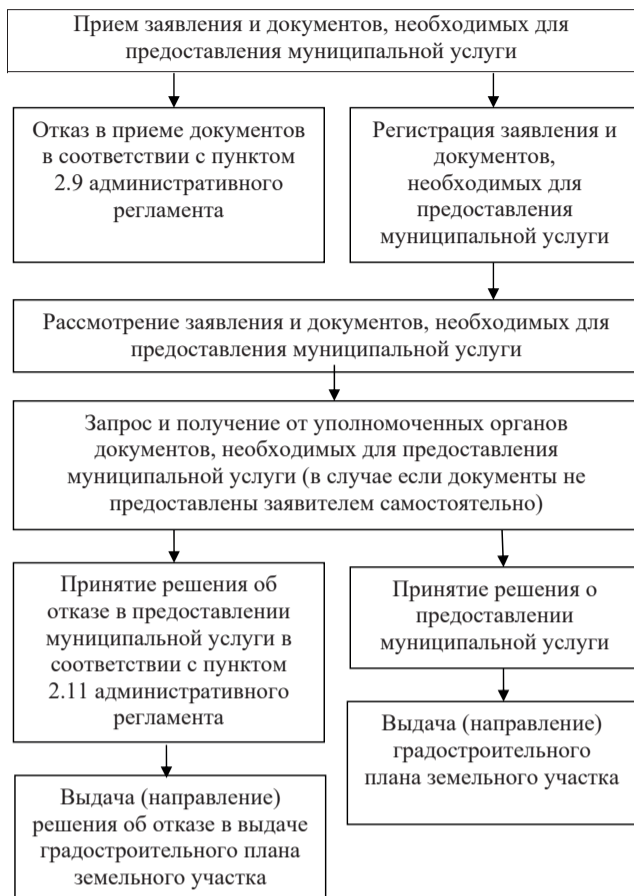 Прием заявления и документов, необходимых для
предоставления муниципальной услуги
Отказ в приеме документов
в соответствии с пунктом
2.9 административного
регламента
Регистрация заявления и
документов,
необходимых для
предоставления
муниципальной услуги
Рассмотрение заявления и документов, необходимых для
предоставления муниципальной услуги
Запрос и получение от уполномоченных органов
документов, необходимых для предоставления
муниципальной услуги (в случае если документы не
предоставлены заявителем самостоятельно)
Принятие решения об
отказе в предоставлении
муниципальной услуги в
соответствии с пунктом
2.11 административного
регламента
Принятие решения о
предоставлении
муниципальной услуги
Выдача (направление)
градостроительного
плана земельного участка
Выдача (направление)
решения об отказе в выдаче
градостроительного плана
земельного участка